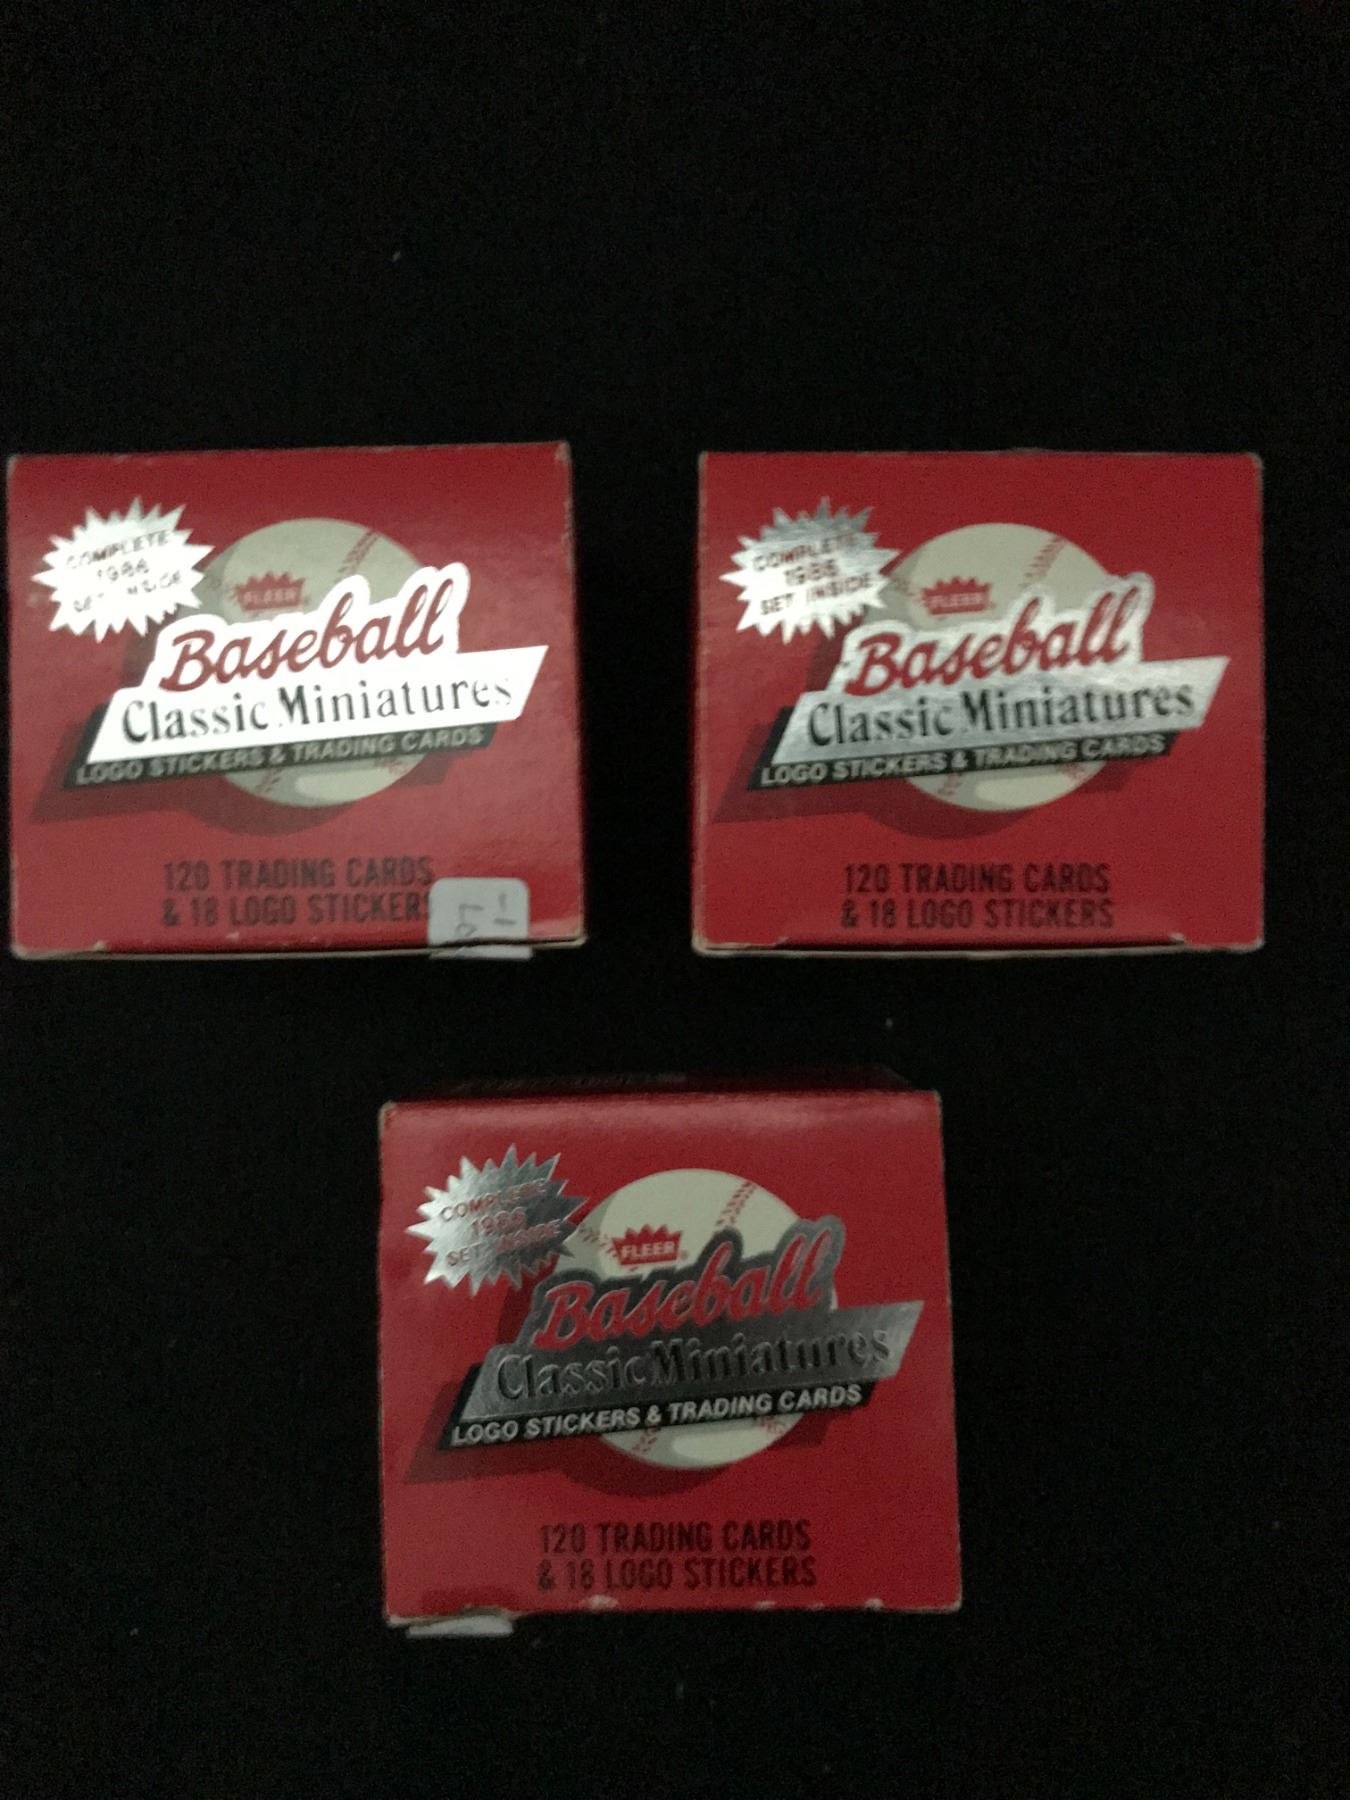 COMPLETE
1986
FLEER
Baseball
Classic Miniatures
LOGO STICKERS & TRADING CARDS
120 TRADING CARDS
& 18 LOGO STICKERS
COMPLETE
1986
SET INSIDE
FLEER
Baseball
Classic Miniatures
LOGO STICKERS & TRADING CARDS
120 TRADING CARDS
& 18 LOGO STICKERS
COMPLETE
1986
SET INSIDE
FLEER
Baseball
Classic Miniatures
LOGO STICKERS & TRADING CARDS
120 TRADING CARDS
& 18 LOGO STICKERS